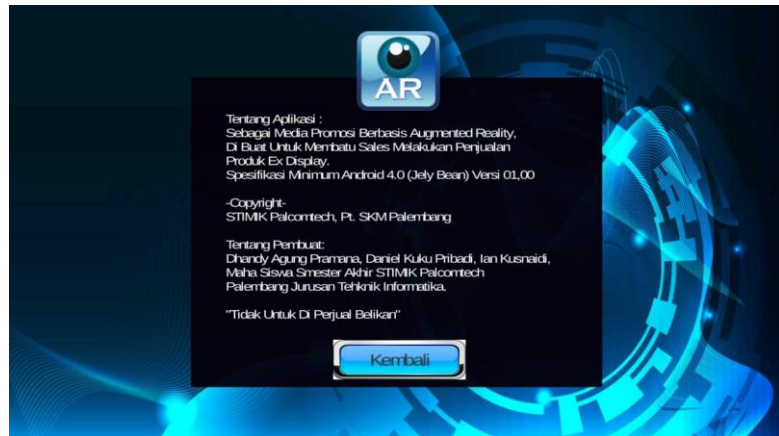 AR
Tentang Aplikasi :
Sebagai Media Promosi Berbasis Augmented Reality,
Di Buat Untuk Membatu Sales Melakukan Penjualan
Produk Ex Display.
Spesifikasi Minimum Android 4.0 (Jely Bean) Versi 01,00
-Copyright-
STIMIK Palcomtech, Pt. SKM Palembang
Tentang Pembuat:
Dhandy Agung Pramana, Daniel Kuku Pribadi, Ian Kusnaidi,
Maha Siswa Smester Akhir STIMIK Palcomtech
Palembang Jurusan Tehknik Informatika.
"Tidak Untuk Di Perjual Belikan"
Kembali